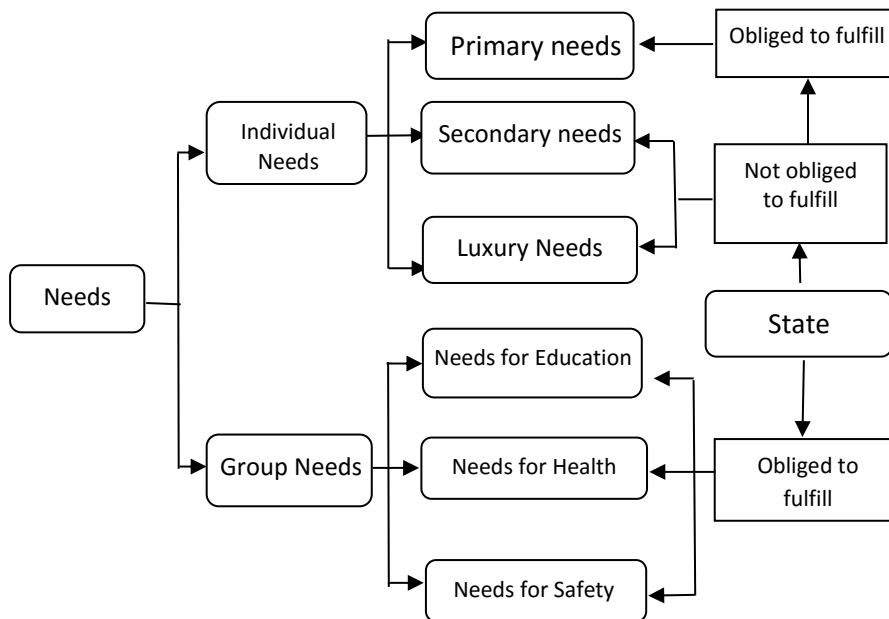 Primary needs
Obliged to fulfill
Individual
Needs
Secondary needs
Not obliged
to fulfill
Luxury Needs
Needs
State
Needs for Education
Group Needs
Needs for Health
Obliged to
fulfill
Needs for Safety